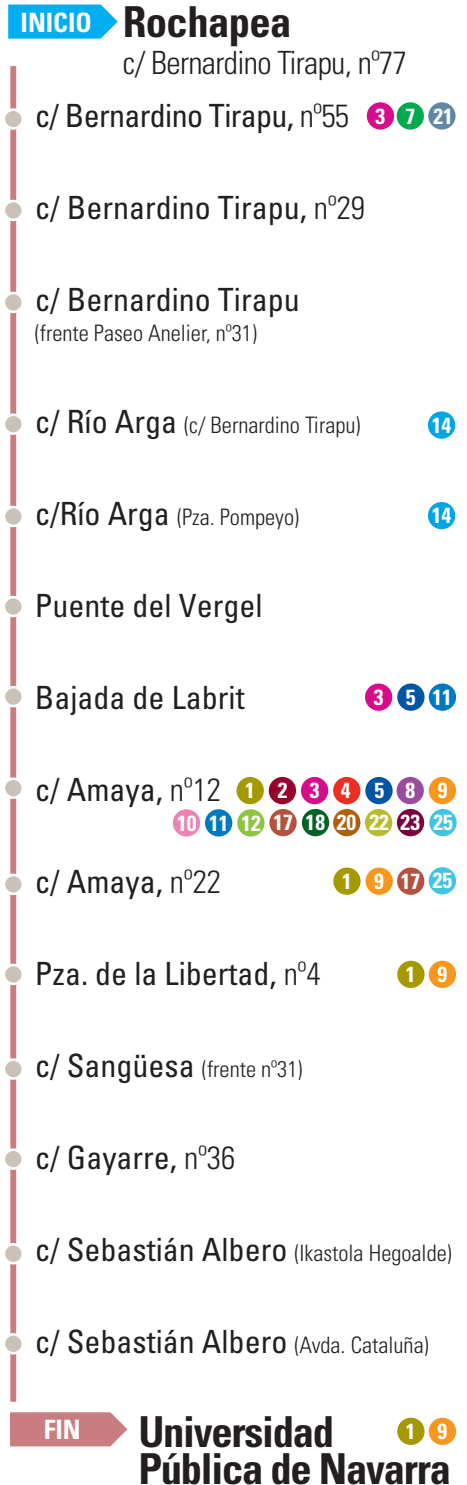 INICIO Rochapea
c/ Bernardino Tirapu, nº77
c/ Bernardino Tirapu, nº55 3 7 21
c/ Bernardino Tirapu, nº29
c/ Bernardino Tirapu
(frente Paseo Anelier, nº31)
c/ Río Arga (c/ Bernardino Tirapu) 14
c/Río Arga (Pza. Pompeyo) 14
Puente del Vergel
Bajada de Labrit 3 5 11
c/ Amaya, nº12 1 2 3 4 5 8 9
10 11 12 17 18 20 22 23 25
c/ Amaya, nº22 1 9 17 25
Pza. de la Libertad, nº4 1 9
c/ Sangüesa (frente nº31)
c/ Gayarre, nº36
c/ Sebastián Albero (Ikastola Hegoalde)
c/ Sebastián Albero (Avda. Cataluña)
FIN Universidad 1 9
Pública de Navarra